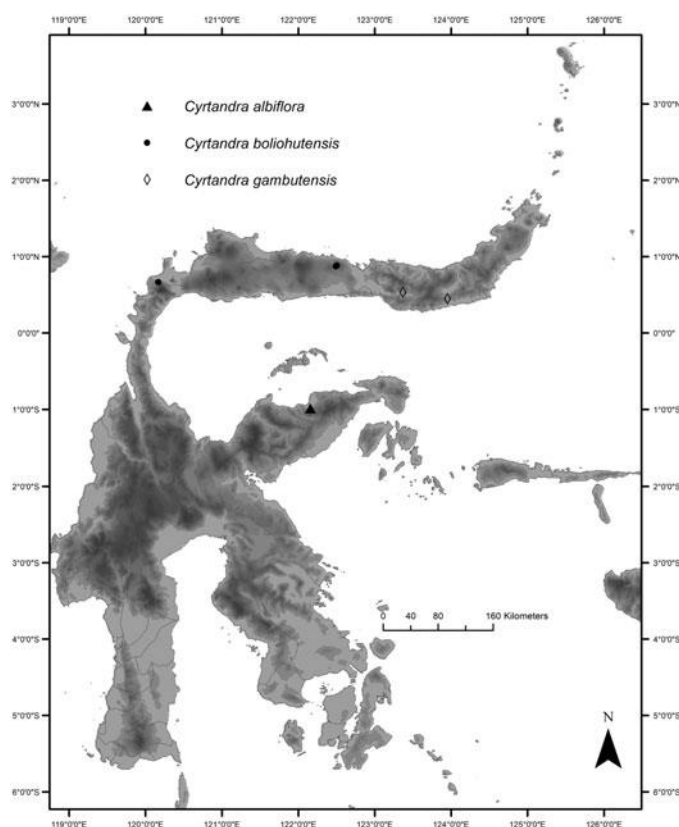 119°0'0"E 120°0'0"E 121°0'0"E 122°0'0"E 123°0'0"E 124°0'0"E 125°0'0"E 126°0'0"E
3°0'0"N 3°0'0"N
Cyrtandra albiflora
Cyrtandra boliohutensis
2°0'0"N 2°0'0"N
Cyrtandra gambutensis
1°0'0"N 1°0'0"N
0°0'0" 0°0'0"
1°0'0"S 1°0'0"S
2°0'0"S 2°0'0"S
3°0'0"S 3°0'0"S
0 40 80 160 Kilometers
4°0'0"S 4°0'0"S
5°0'0"S 5°0'0"S
N
6°0'0"S 6°0'0"S
119°0'0"E 120°0'0"E 121°0'0"E 122°0'0"E 123°0'0"E 124°0'0"E 125°0'0"E 126°0'0"E